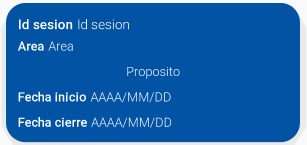 Id sesion Id sesion
Area Area
Proposito
Fecha inicio AAAA/MM/DD
Fecha cierre AAAA/MM/DD